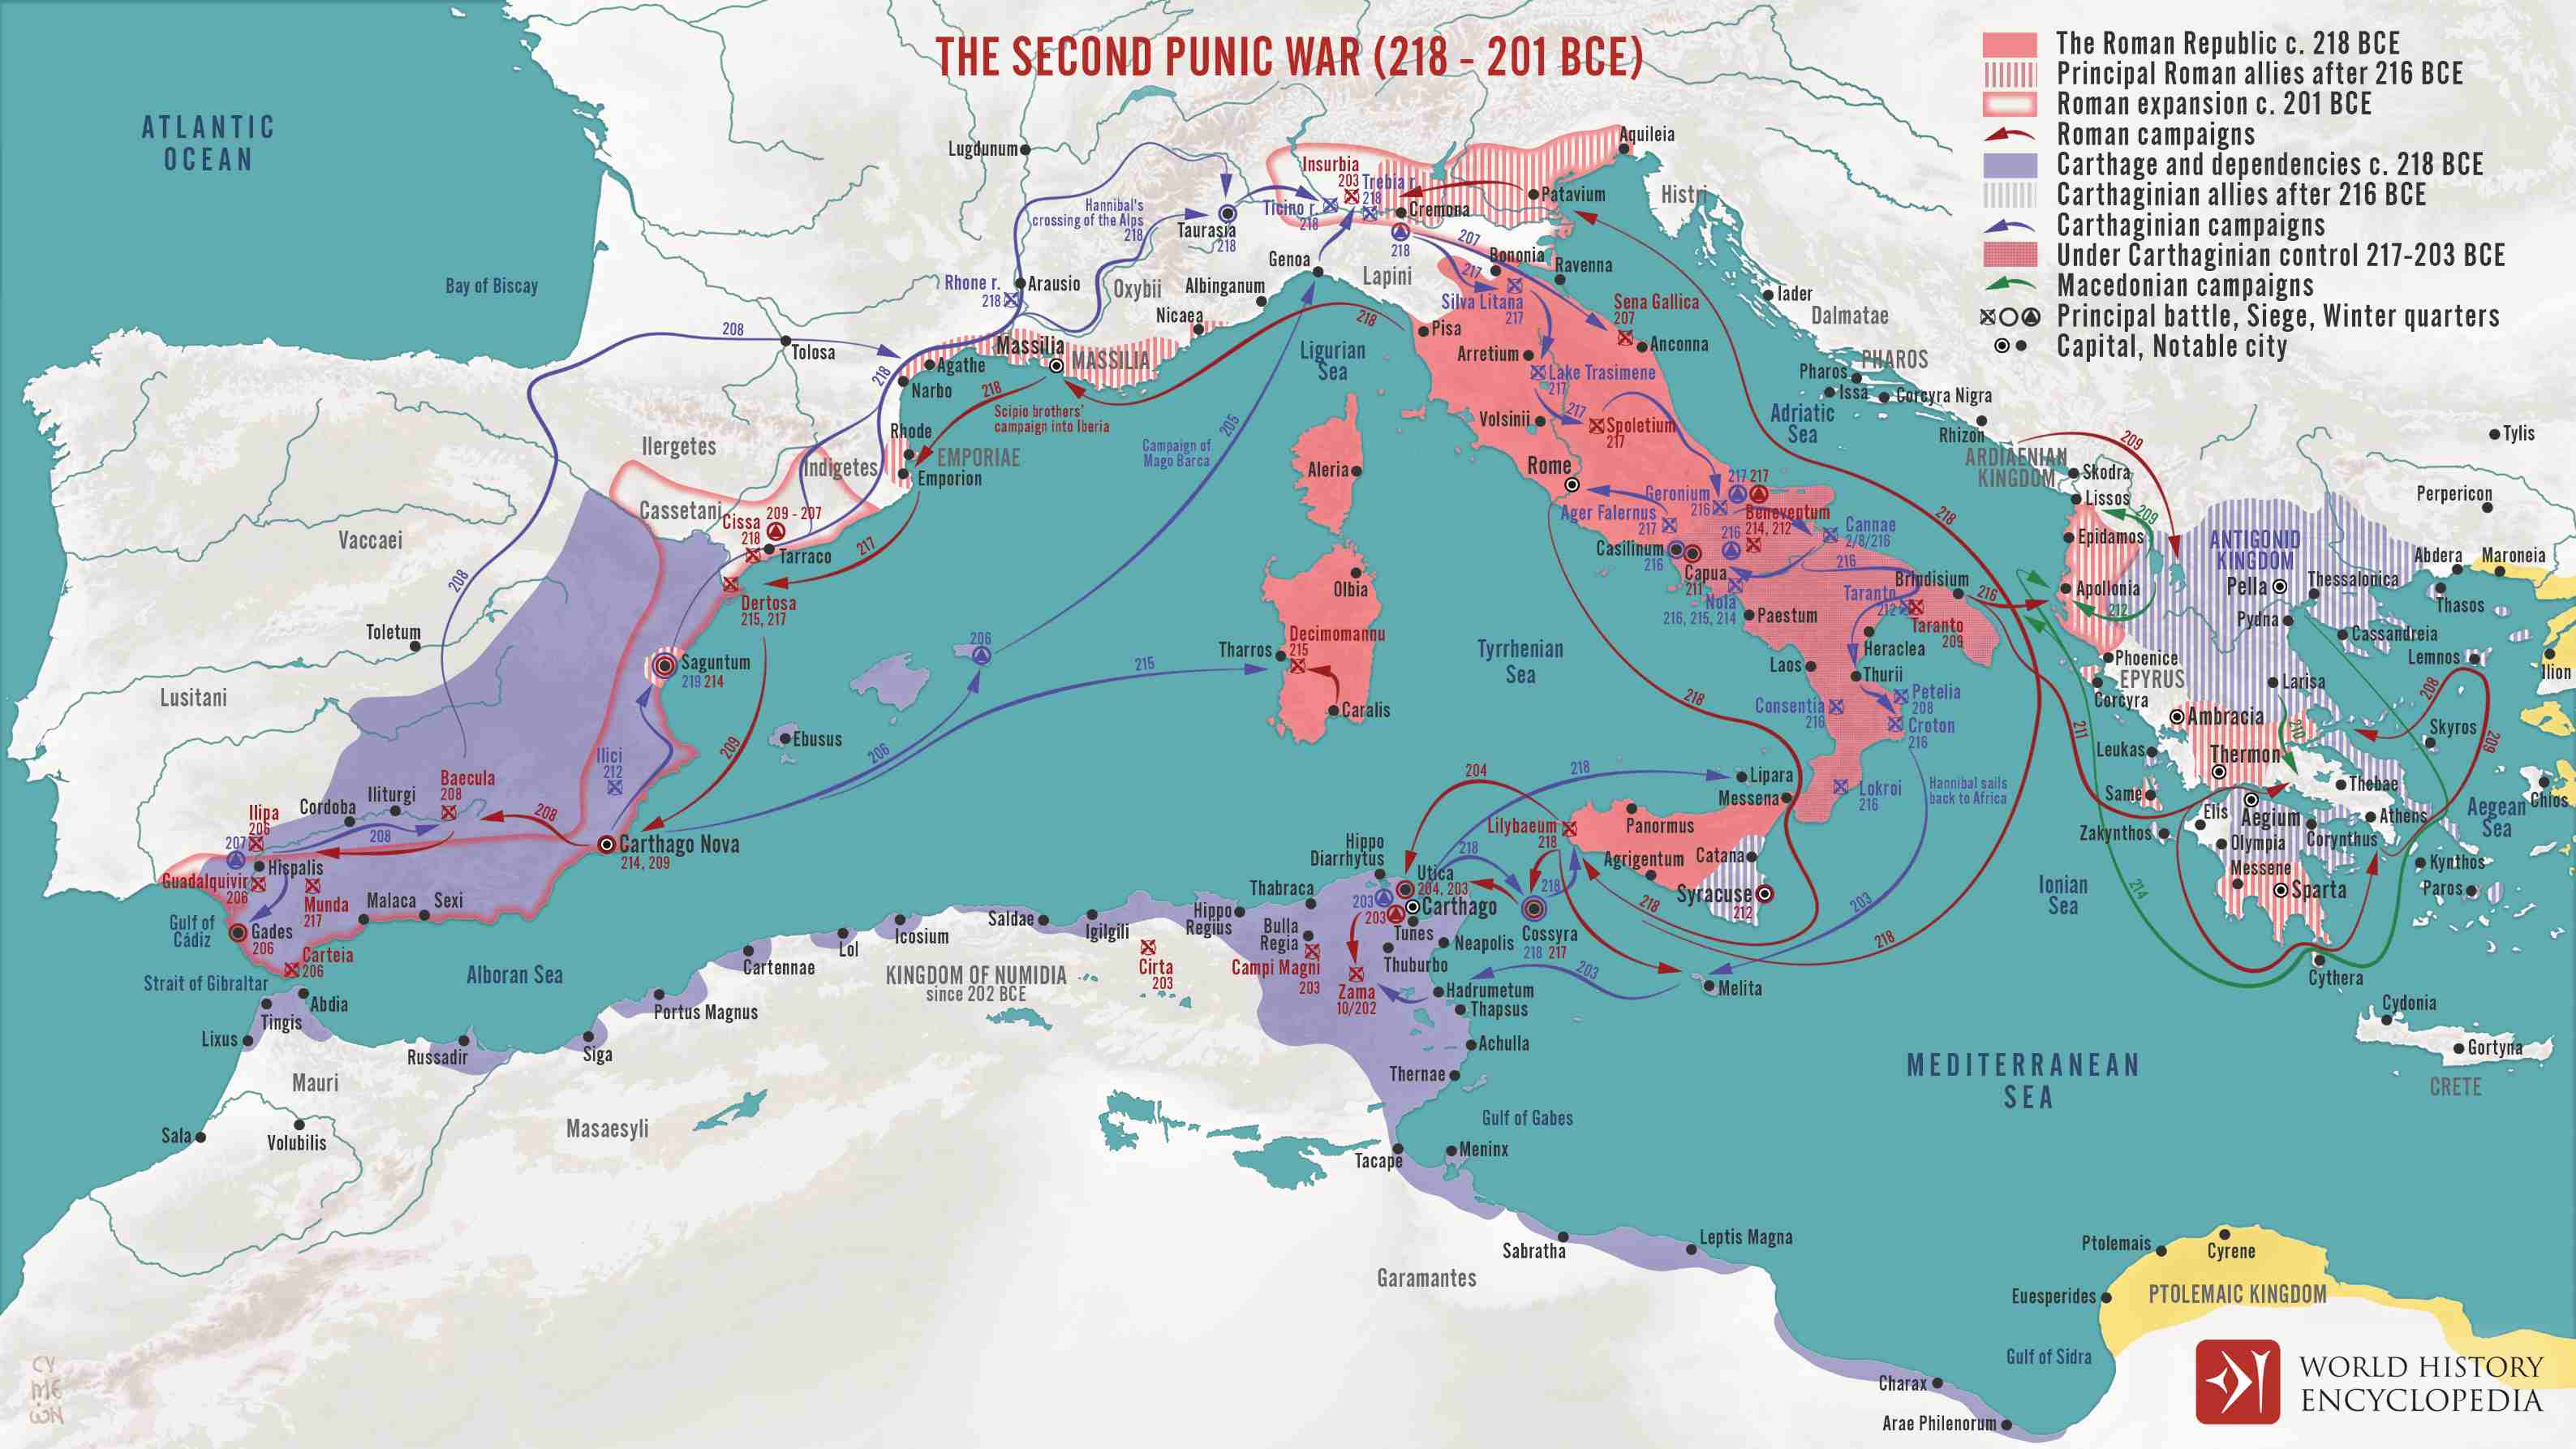 THE SECOND PUNIC WAR (218 - 201 BCE)
The Roman Republic c. 218 BCE
Principal Roman allies after 216 BCE
Roman expansion c. 201 BCE
Roman campaigns
Carthage and dependencies c. 218 BCE
Carthaginian allies after 216 BCE
Carthaginian campaigns
Under Carthaginian control 217-203 BCE
Macedonian campaigns
Principal battle, Siege, Winter quarters
Capital, Notable city
ATLANTIC
OCEAN
Bay of Biscay
Lugdunum
Hannibal's
crossing of the Alps
218
Taurasia
218
Insurbia
203
Trebia r.
218
Ticino r.
218
Cremona
218
Patavium
Aquileia
Histri
Genoa
Lapini
207
217
Bononia
Ravenna
Silva Litana
217
Sena Gallica
207
Anconna
Iader
Dalmatae
PHAROS
Pharos
Issa
Corcyra Nigra
Rhizon
Rhone r.
218
Arausio
Oxybii
Albinganum
Nicaea
Massilia
MASSILIA
Agathe
Narbo
218
218
218
Scipio brothers'
campaign into Iberia
Tolosa
208
208
Rhode
EMPORIAE
Emporion
Indigetes
Ilergetes
Cassetani
Cissa
218
209 - 207
Tarraco
217
Dertosa
215, 217
Vaccaei
Toletum
Lusitani
Saguntum
219 214
209
Ilici
212
Ebusus
206
206
215
Campaign of
Mago Barca
205
Baecula
208
208
Iliturgi
Cordoba
208
Ilipa
206
207
Hispalis
Guadalquivir
206
Munda
217
Malaca
Sexi
Gulf of
Cádiz
Gades
206
Carteia
206
Carthago Nova
214, 209
Strait of Gibraltar
Alboran Sea
Abdia
Tingis
Lixus
Russadir
Siga
Portus Magnus
Cartennae
Lol
Icosium
Saldae
Igilgili
Mauri
Sala
Volubilis
Masaesyli
KINGDOM OF NUMIDIA
since 202 BCE
Cirta
203
Ligurian
Sea
Pisa
Arretium
Lake Trasimene
217
Volsinii
217
Spoletium
217
Rome
Aleria
Olbia
Decimomannu
215
Tharros
Caralis
Tyrrhenian
Sea
Adriatic
Sea
217 217
Geronium
216
Ager Falernus
217
Beneventum
214, 212
216
Cannae
2/8/216
Casilinum
216
Capua
211
Nola
216, 215, 214
216
Paestum
Brindisium
216
Taranto
212
Taranto
209
Heraclea
Laos
Thurii
Petelia
208
Consentia
216
Croton
216
Lokroi
216
Hannibal sails
back to Africa
218
218
218
Lipara
Messena
204
Lilybaeum
218
Panormus
Agrigentum
Catana
Syracuse
212
Hippo
Diarrhytus
Utica
204, 203
218
218
203
203
Carthago
Thabraca
Hippo
Regius
Bulla
Regia
Campi Magni
203
Tunes
Neapolis
Thuburbo
Zama
10/202
Hadrumetum
Thapsus
Achulla
Thernae
Cossyra
218 217
203
203
218
218
Melita
Gulf of Gabes
Tacape
Meninx
Sabratha
Leptis Magna
Garamantes
MEDITERRANEAN
SEA
Ionian
Sea
Tylis
209
ARDIAENIAN
KINGDOM
Skodra
Lissos
209
Epidamos
ANTIGONID
KINGDOM
Perpericon
Abdera
Maroneia
Apollonia
212
Pella
Thessalonica
Thasos
Pydna
Cassandreia
Lemnos
Ilion
Phoenice
EPYRUS
Corcyra
Larisa
208
209
Skyros
Ambracia
211
210
Leukas
Thermon
Thebae
Same
Elis
Aegium
Athens
Aegean
Sea
Chios
Zakynthos
Olympia
Corynthus
Messene
Sparta
Kynthos
Paros
214
Cythera
Cydonia
Gortyna
CRETE
Ptolemais
Cyrene
Euesperides
PTOLEMAIC KINGDOM
Gulf of Sidra
Charax
Arae Philenorum
WORLD HISTORY
ENCYCLOPEDIA